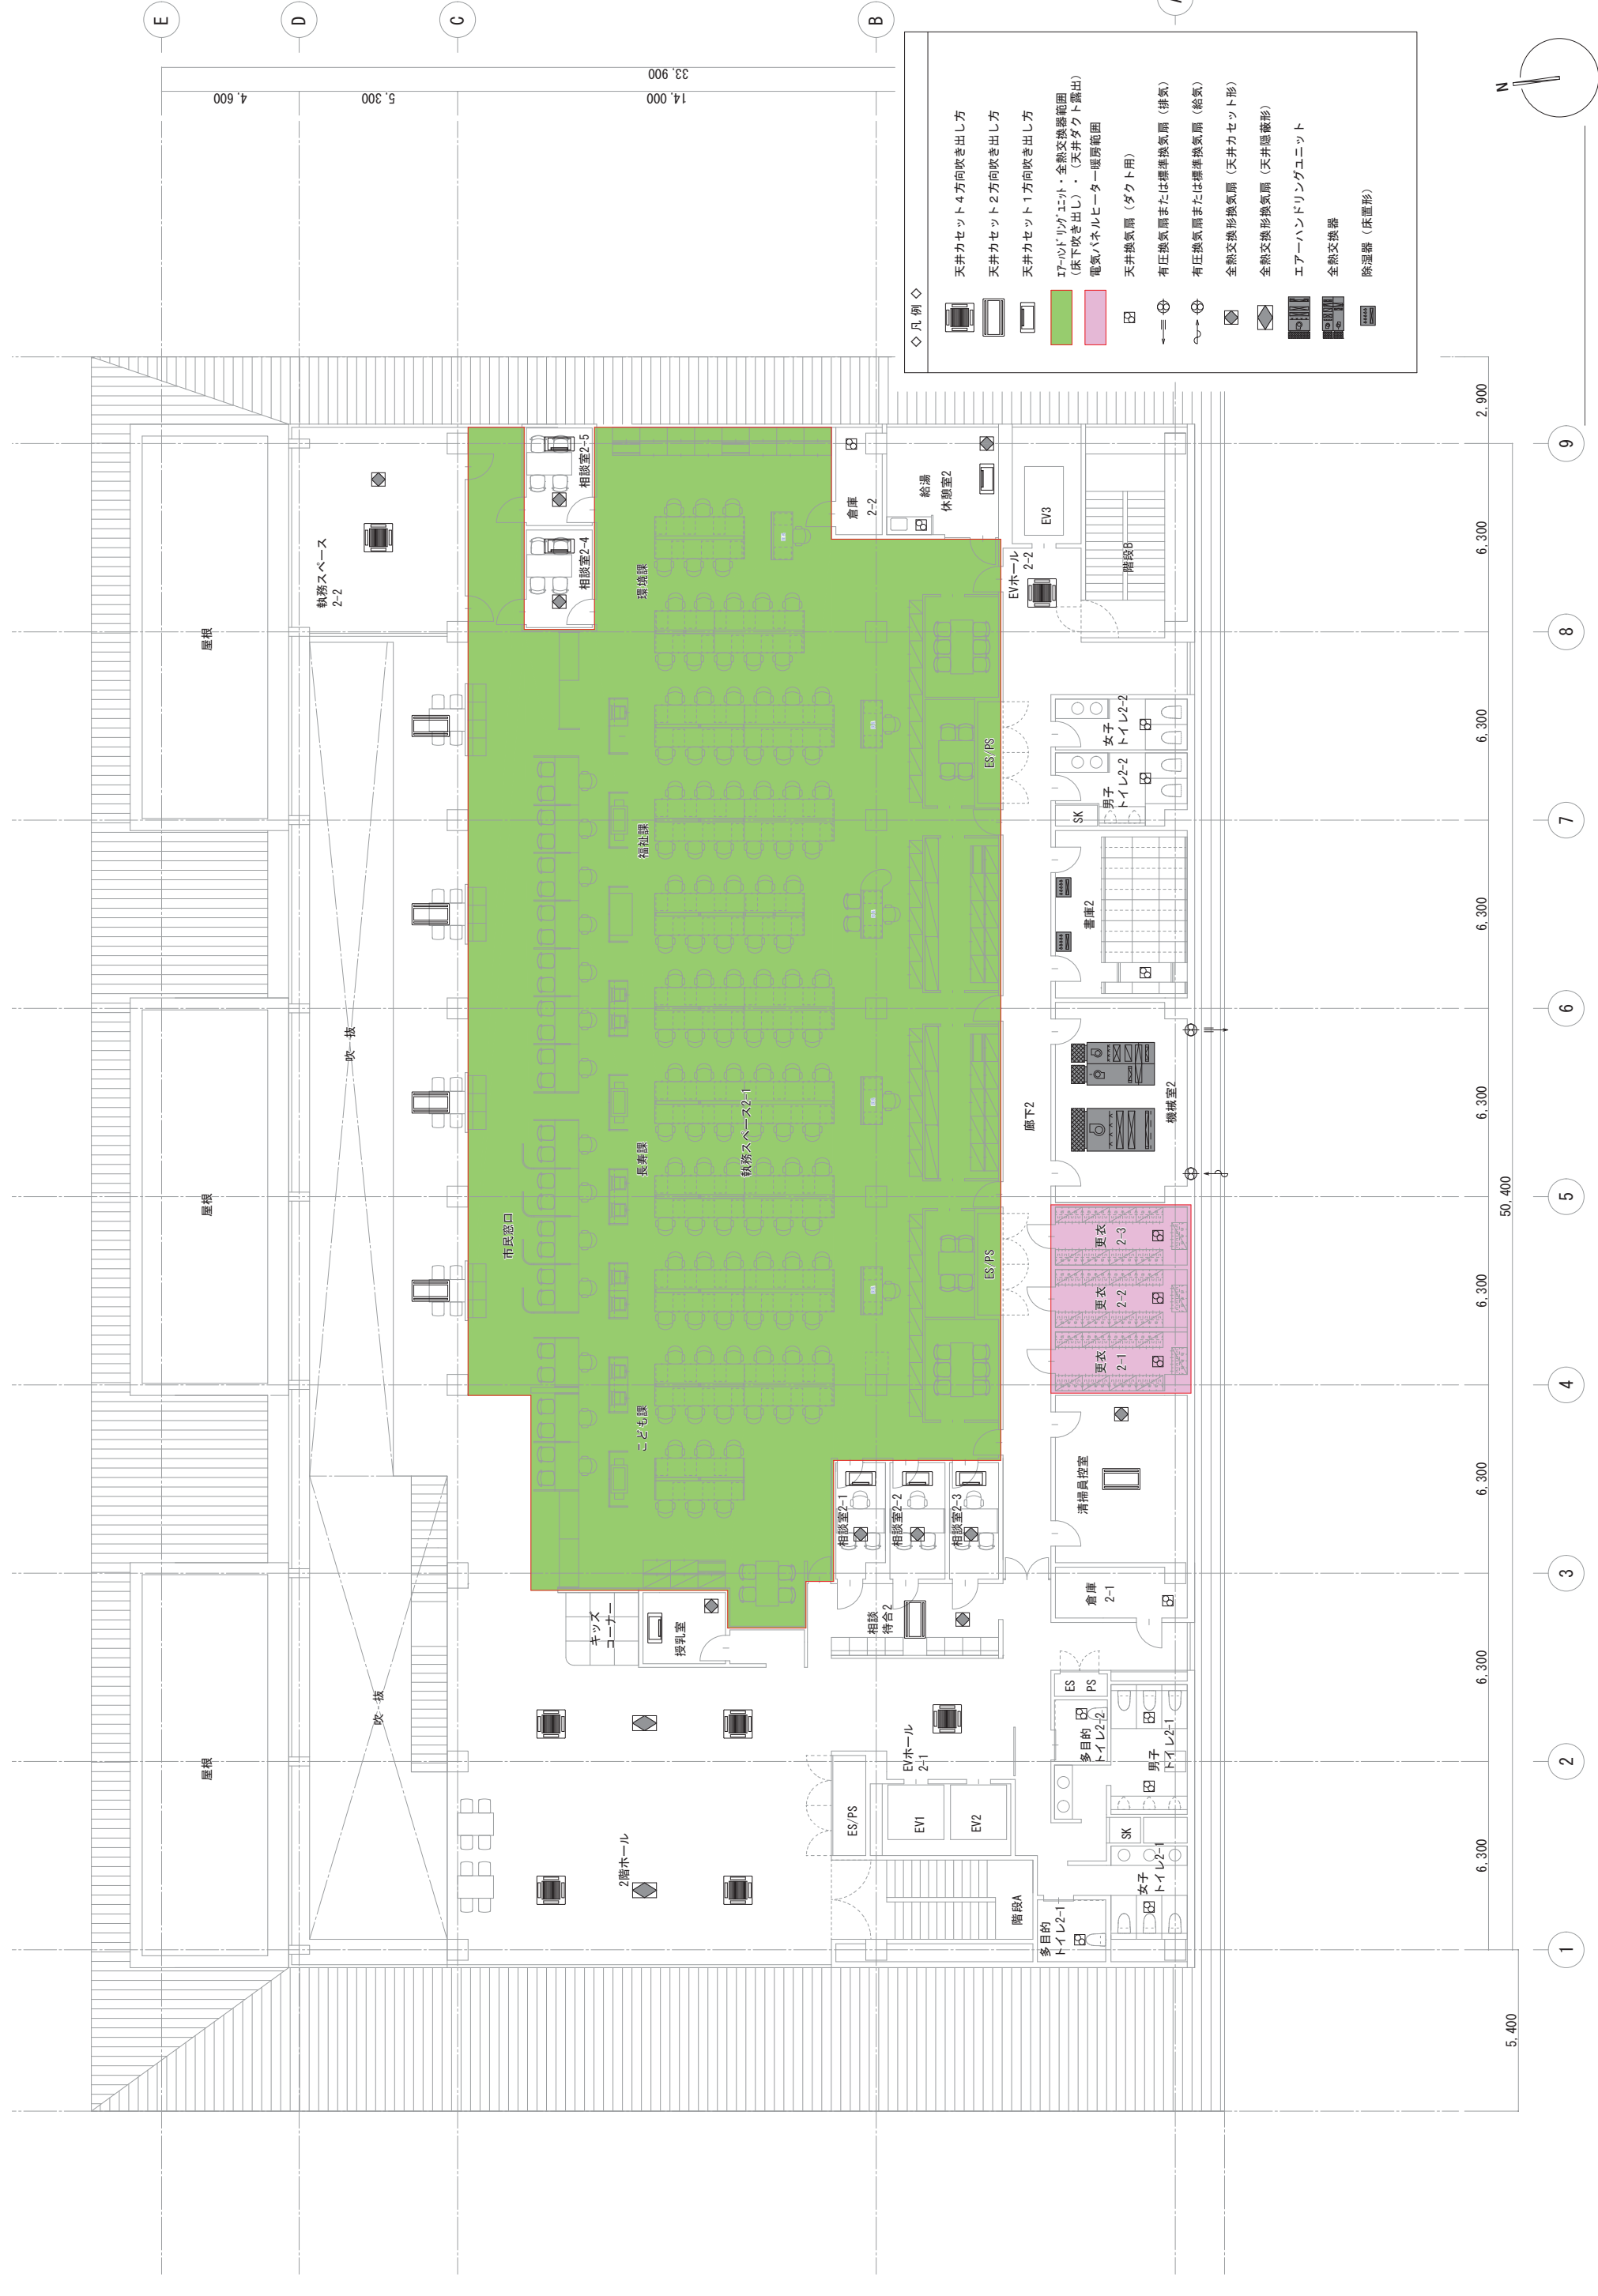 E
D
C
B
4,600
5,300
14,000
33,900
N
◇ 凡 例 ◇
天井カセット４方向吹き出し方
天井カセット２方向吹き出し方
天井カセット１方向吹き出し方
ｴｱｰﾊﾝﾄﾞﾘﾝｸﾞﾕﾆｯﾄ・全熱交換器範囲
（床下吹き出し）・（天井ダクト露出）
電気パネルヒーター暖房範囲
天井換気扇（ダクト用）
有圧換気扇または標準換気扇（排気）
有圧換気扇または標準換気扇（給気）
全熱交換形換気扇（天井カセット形）
全熱交換形換気扇（天井隠蔽形）
エアーハンドリングユニット
全熱交換器
除湿器（床置形）
屋根
屋根
屋根
吹 抜
吹 抜
執務スペース
2-2
相談室2-5
相談室2-4
環境課
福祉課
長寿課
こども課
市民窓口
執務スペース2-1
倉庫
2-2
給湯
休憩室2
EV3
EVホール
2-2
階段B
ES/PS
ES/PS
女子
トイレ2-2
男子
トイレ2-2
SK
書庫2
廊下2
機械室2
更衣
2-3
更衣
2-2
更衣
2-1
清掃員控室
相談室2-1
相談室2-2
相談室2-3
倉庫
2-1
相談
待合2
キッズ
コーナー
授乳室
2階ホール
EVホール
2-1
ES/PS
EV1
EV2
階段A
ES
PS
多目的
トイレ2-2
男子
トイレ2-1
SK
女子
トイレ2-1
多目的
トイレ2-1
5,400
6,300
6,300
6,300
6,300
6,300
6,300
6,300
6,300
2,900
50,400
1
2
3
4
5
6
7
8
9